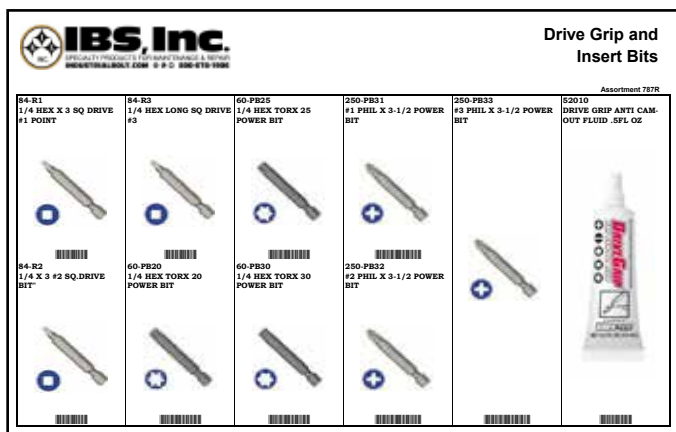 IBS, Inc.
SPECIALTY PRODUCTS FOR MAINTENANCE & REPAIR
Drive Grip and
Insert Bits
Assortment 787R
84-R1
1/4 HEX X 3 SQ DRIVE
#1 POINT
84-R3
1/4 HEX LONG SQ DRIVE
#3
60-PB25
1/4 HEX TORX 25
POWER BIT
250-PB31
#1 PHIL X 3-1/2 POWER
BIT
250-PB33
#3 PHIL X 3-1/2 POWER
BIT
52010
DRIVE GRIP ANTI CAM-
OUT FLUID .5FL OZ
DRIVEGRIP
84-R2
1/4 X 3 #2 SQ.DRIVE
BIT"
60-PB20
1/4 HEX TORX 20
POWER BIT
60-PB30
1/4 HEX TORX 30
POWER BIT
250-PB32
#2 PHIL X 3-1/2 POWER
BIT